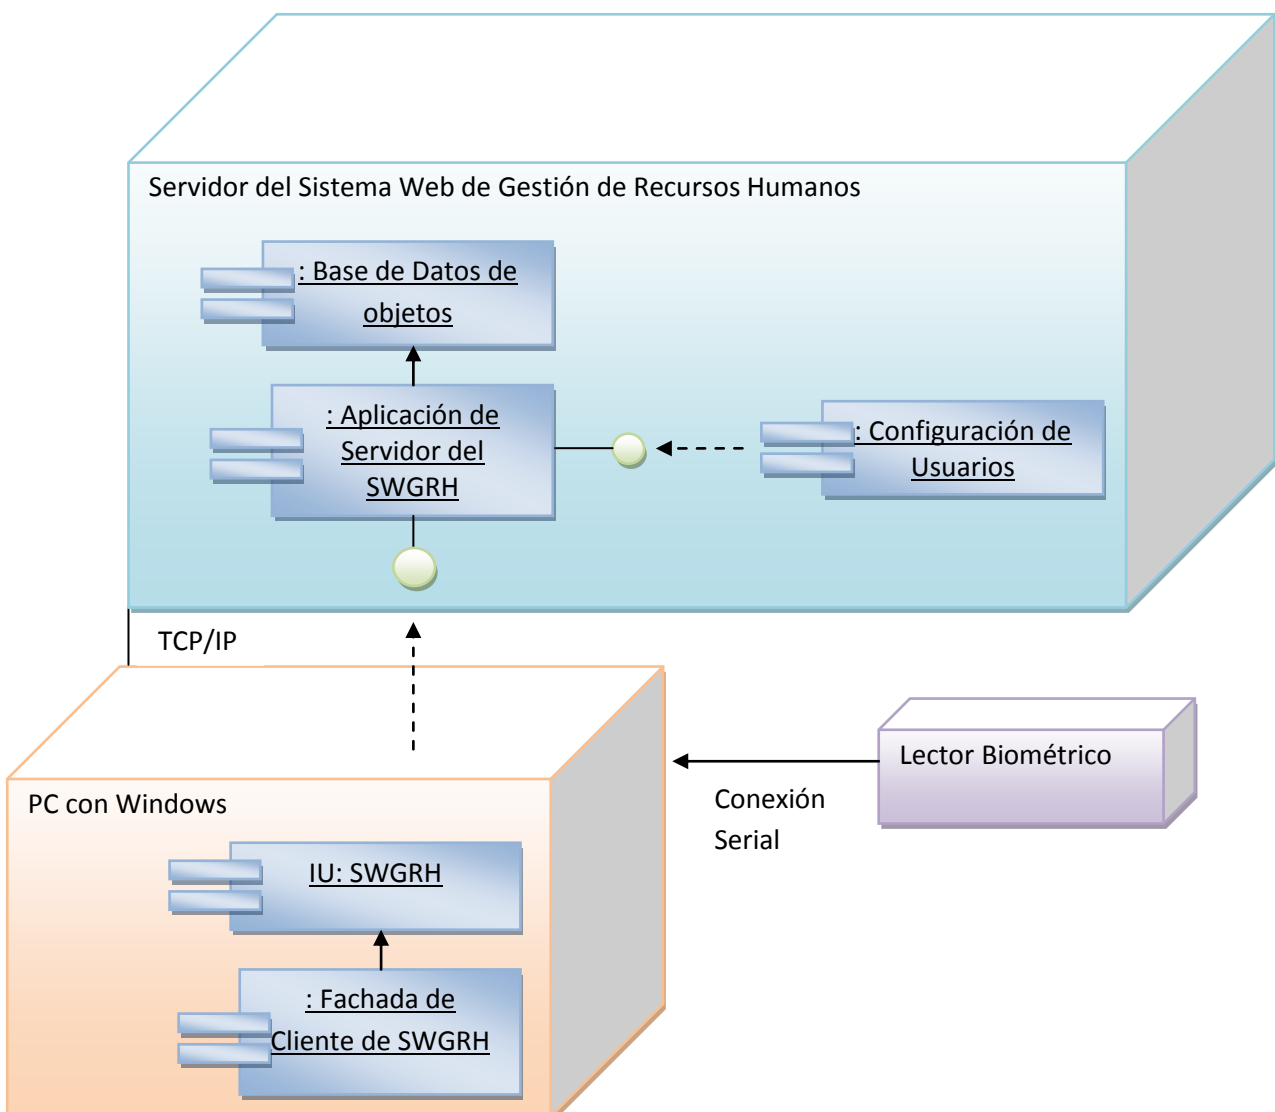 Servidor del Sistema Web de Gestión de Recursos Humanos
: Base de Datos de
objetos
: Aplicación de
Servidor del
SWGRH
: Configuración de
Usuarios
TCP/IP
Lector Biométrico
Conexión
Serial
PC con Windows
IU: SWGRH
: Fachada de
Cliente de SWGRH